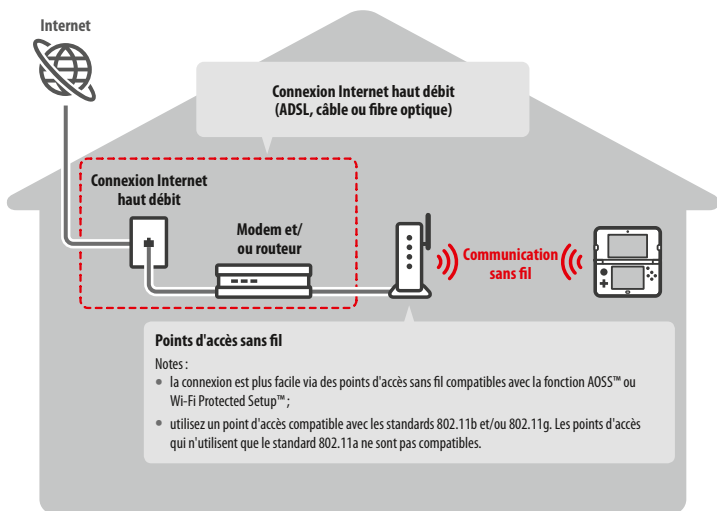 Internet
Connexion Internet haut débit
(ADSL, câble ou fibre optique)
Connexion Internet
haut débit
Modem et/
ou routeur
Communication
sans fil
Points d'accès sans fil
Notes :
• la connexion est plus facile via des points d'accès sans fil compatibles avec la fonction AOSS™ ou
Wi-Fi Protected Setup™ ;
• utilisez un point d'accès compatible avec les standards 802.11b et/ou 802.11g. Les points d'accès
qui n'utilisent que le standard 802.11a ne sont pas compatibles.